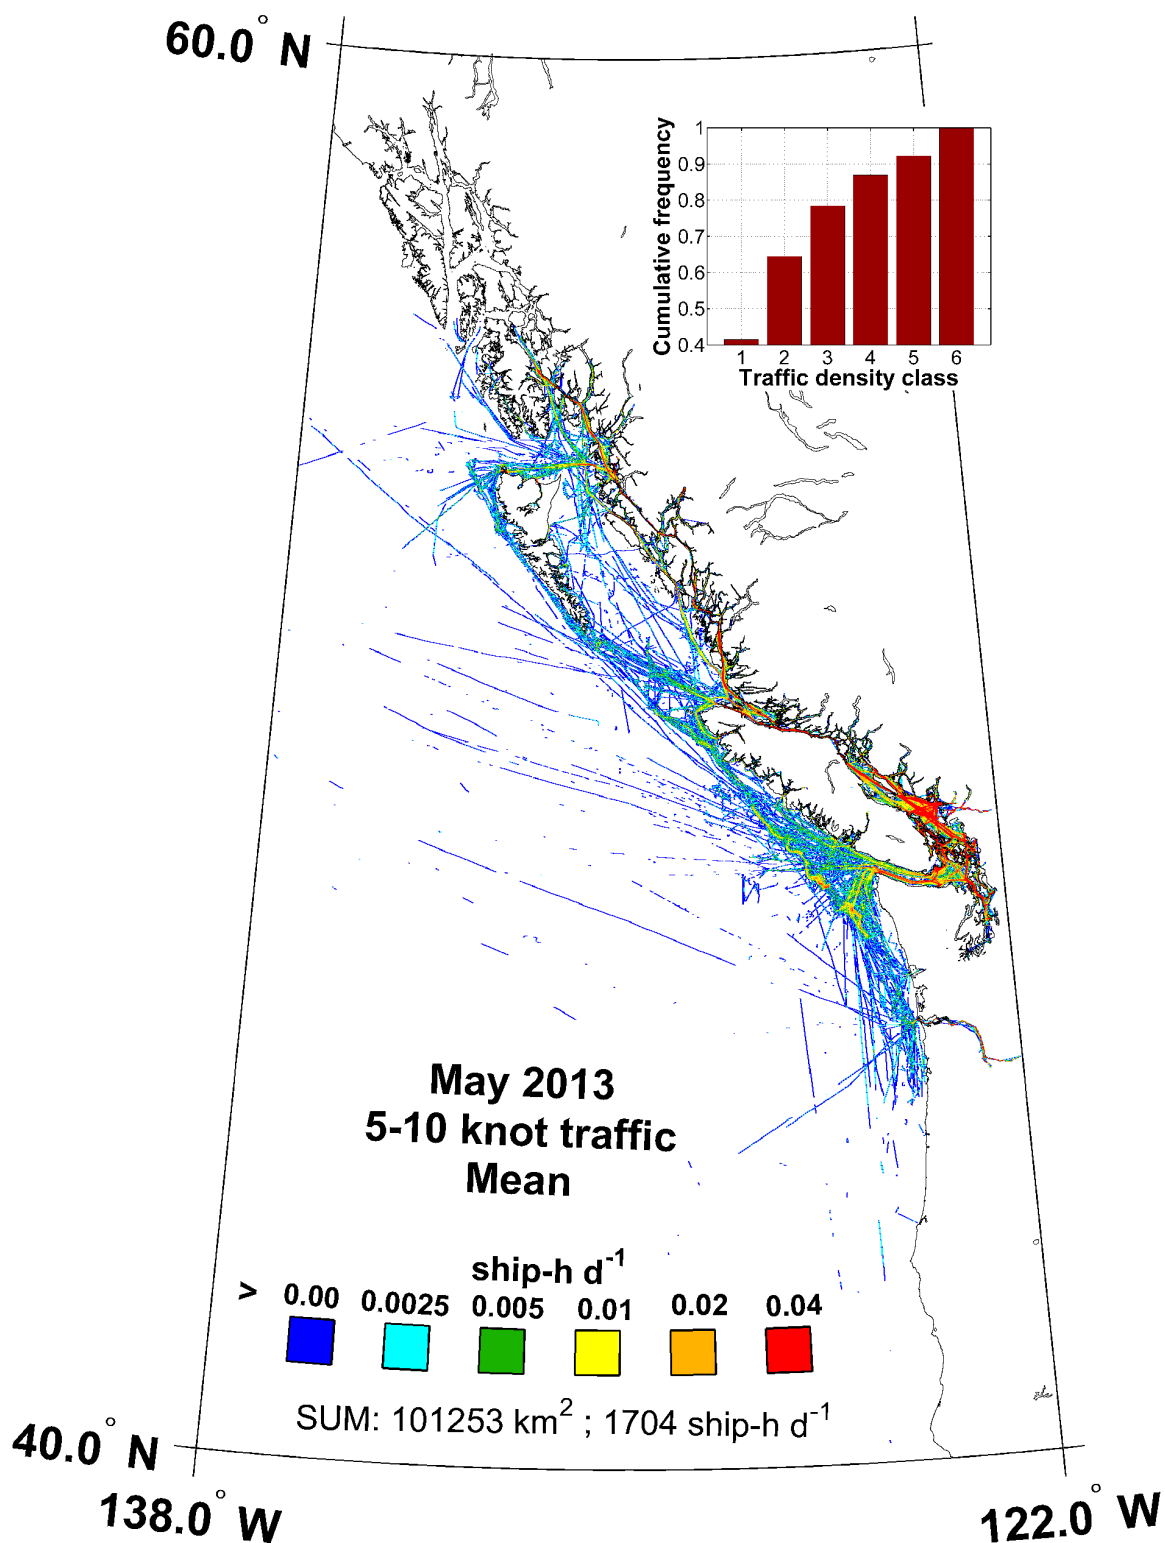 60.0° N
Cumulative frequency
1
0.9
0.8
0.7
0.6
0.5
0.4
1 2 3 4 5 6
Traffic density class
May 2013
5-10 knot traffic
Mean
ship-h d⁻¹
> 0.00 0.0025 0.005 0.01 0.02 0.04
SUM: 101253 km² ; 1704 ship-h d⁻¹
40.0° N
138.0° W
122.0° W